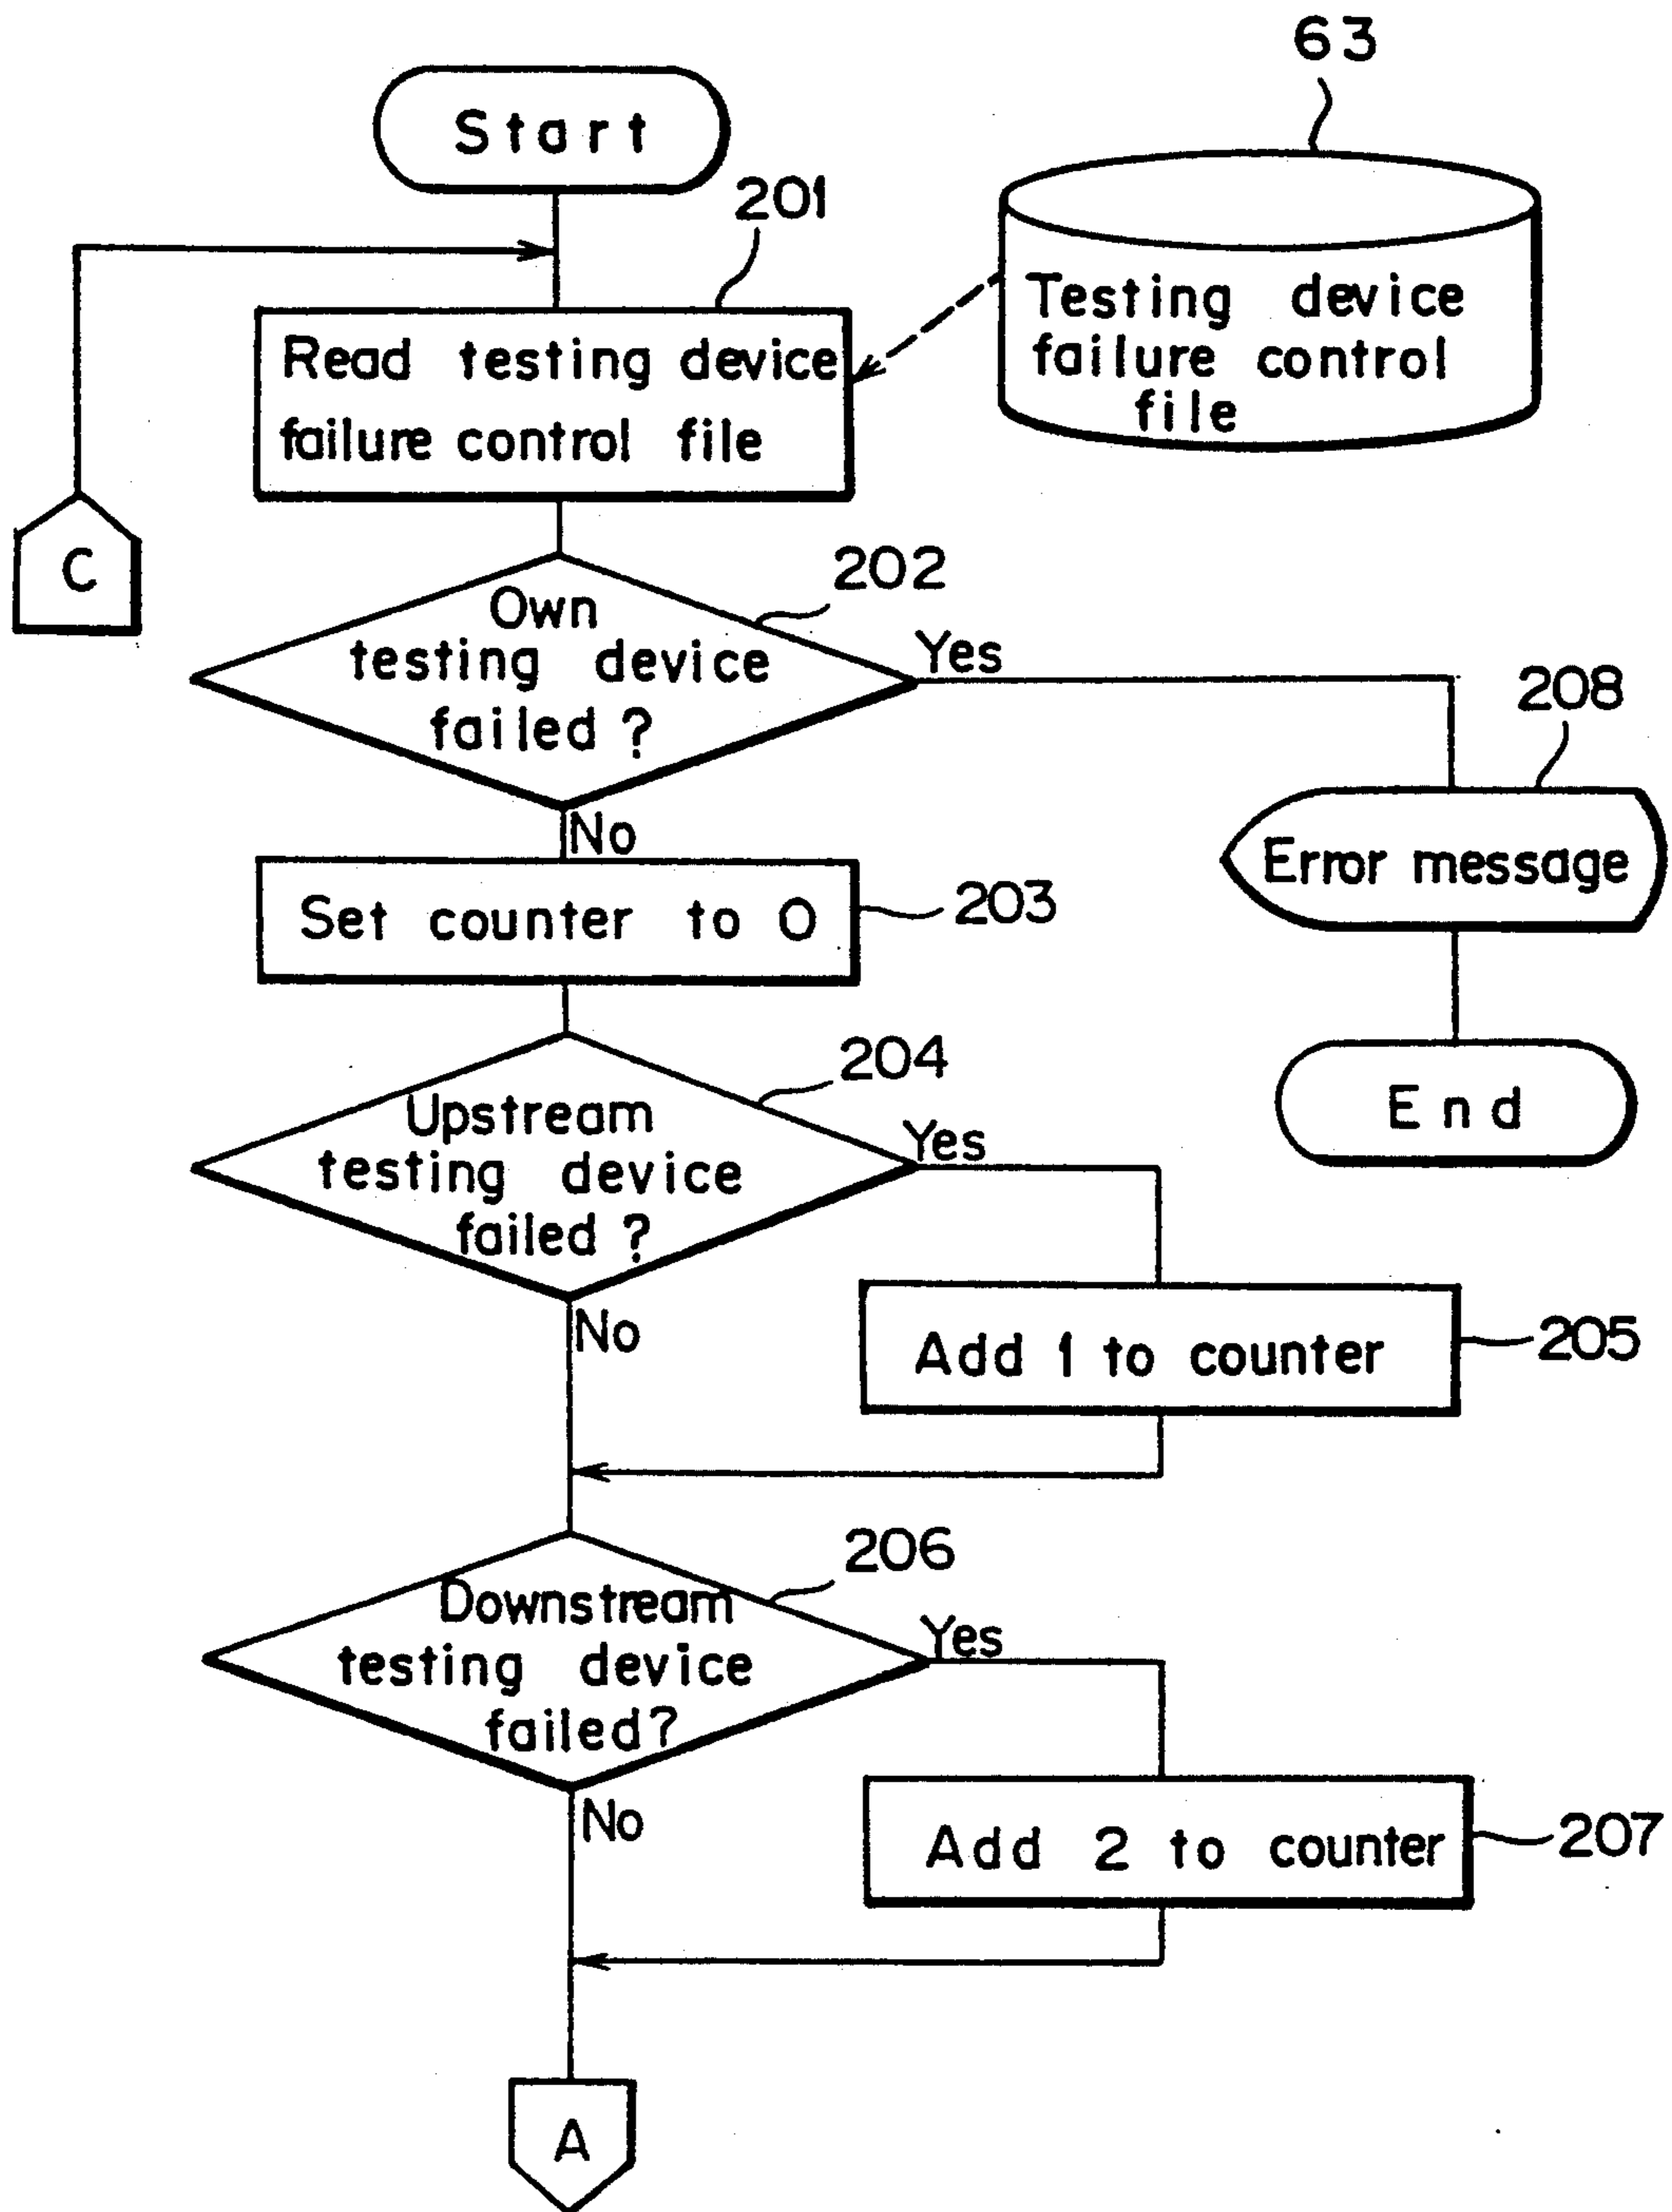 63
Start
201
Testing device
failure control
file
Read testing device
failure control file
C
202
Own
testing device
failed ?
Yes
208
No
Error message
Set counter to 0
203
204
End
Upstream
testing device
failed ?
Yes
No
Add 1 to counter
205
206
Downstream
testing device
failed?
Yes
No
Add 2 to counter
207
A